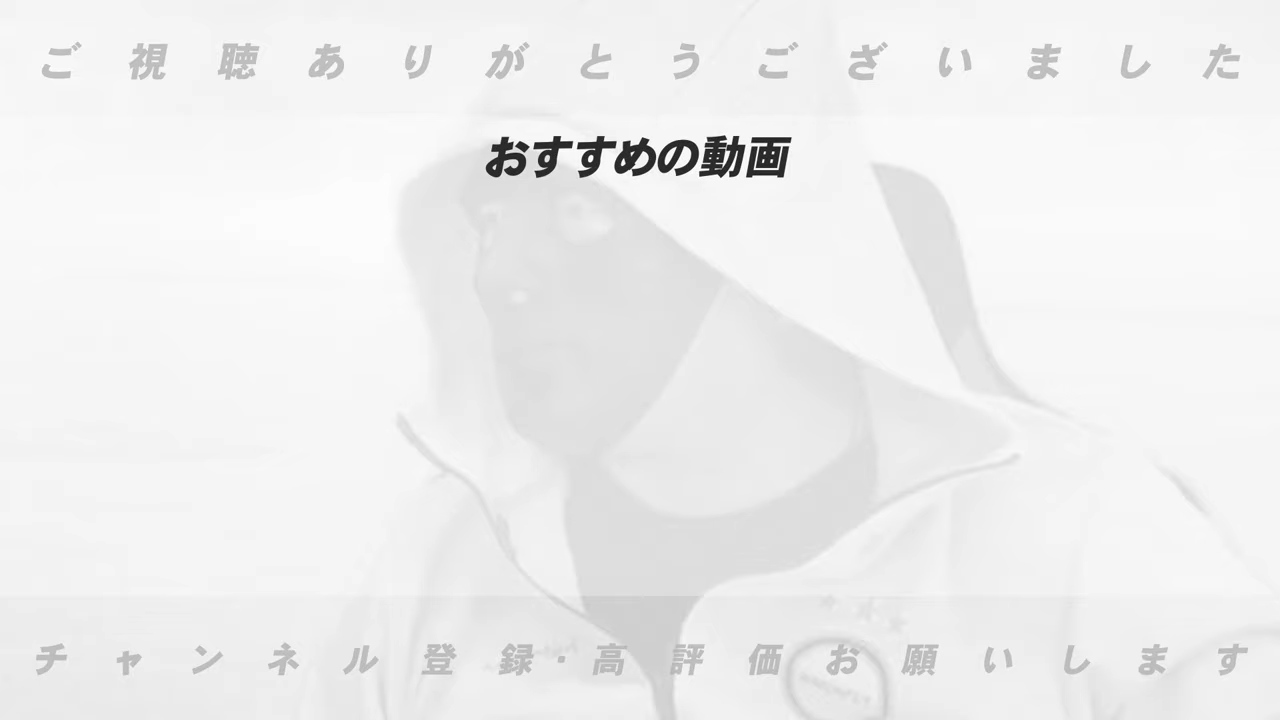 ご視聴ありがとうございました
おすすめの動画
チャンネル登録・高評価お願いします